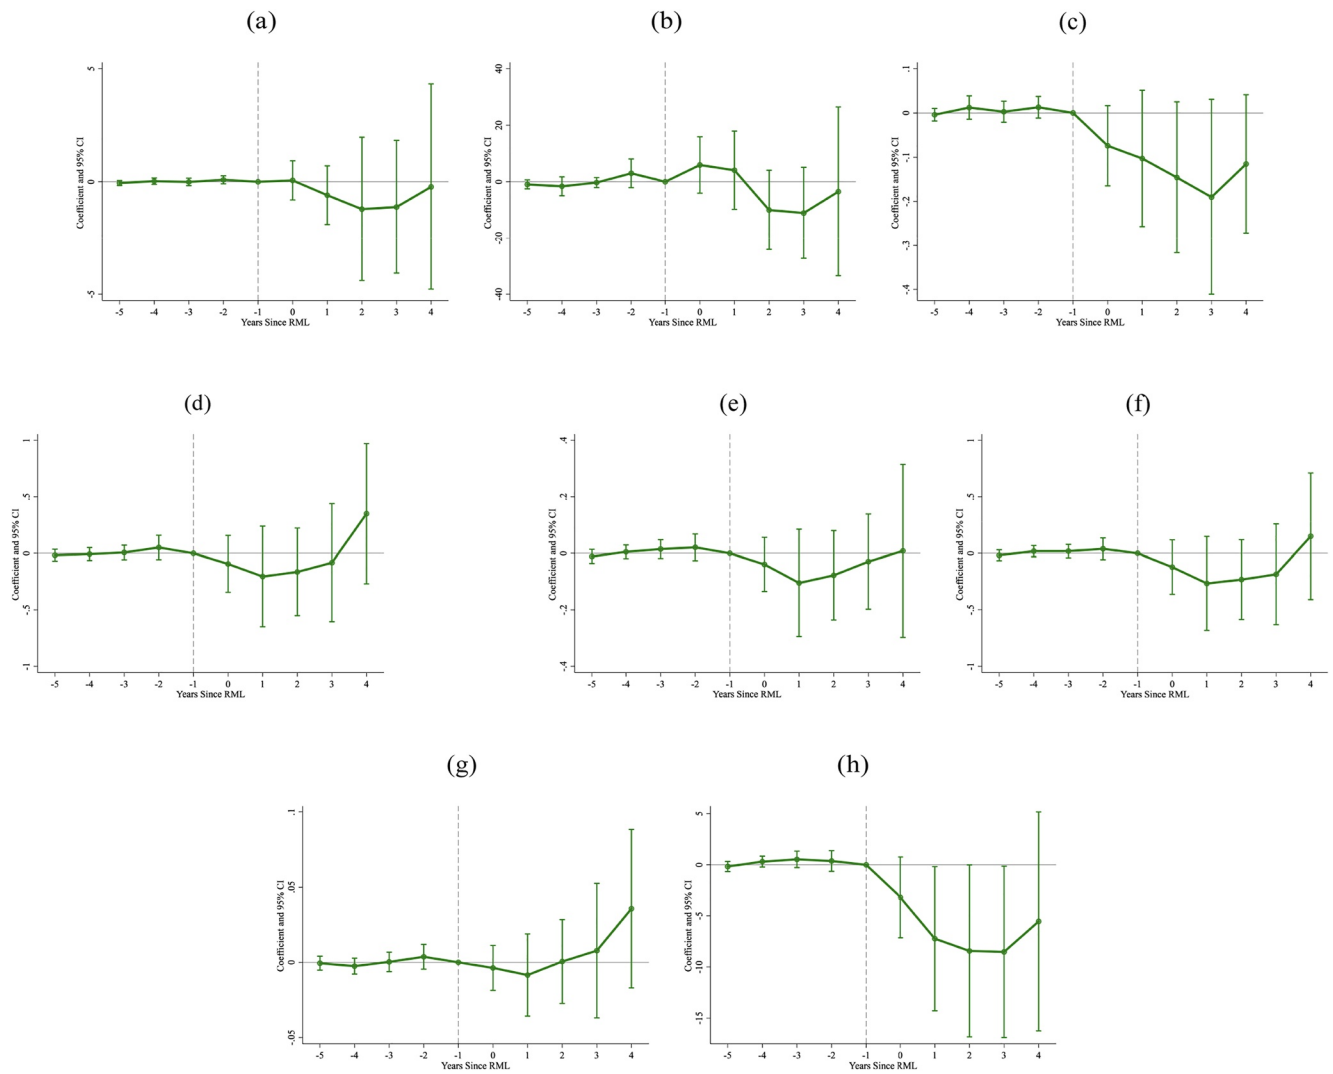 (a)
(b)
(c)
5
0
-5
Coefficient and 95% CI
-5 -4 -3 -2 -1 0 1 2 3 4
Years Since RML
40
20
0
-20
-40
Coefficient and 95% CI
-5 -4 -3 -2 -1 0 1 2 3 4
Years Since RML
.1
0
-.1
-.2
-.3
-.4
Coefficient and 95% CI
-5 -4 -3 -2 -1 0 1 2 3 4
Years Since RML
(d)
(e)
(f)
1
.5
0
-.5
-1
Coefficient and 95% CI
-5 -4 -3 -2 -1 0 1 2 3 4
Years Since RML
.4
.2
0
-.2
-.4
Coefficient and 95% CI
-5 -4 -3 -2 -1 0 1 2 3 4
Years Since RML
1
.5
0
-.5
-1
Coefficient and 95% CI
-5 -4 -3 -2 -1 0 1 2 3 4
Years Since RML
(g)
(h)
.1
.05
0
-.05
Coefficient and 95% CI
-5 -4 -3 -2 -1 0 1 2 3 4
Years Since RML
5
0
-5
-10
-15
Coefficient and 95% CI
-5 -4 -3 -2 -1 0 1 2 3 4
Years Since RML